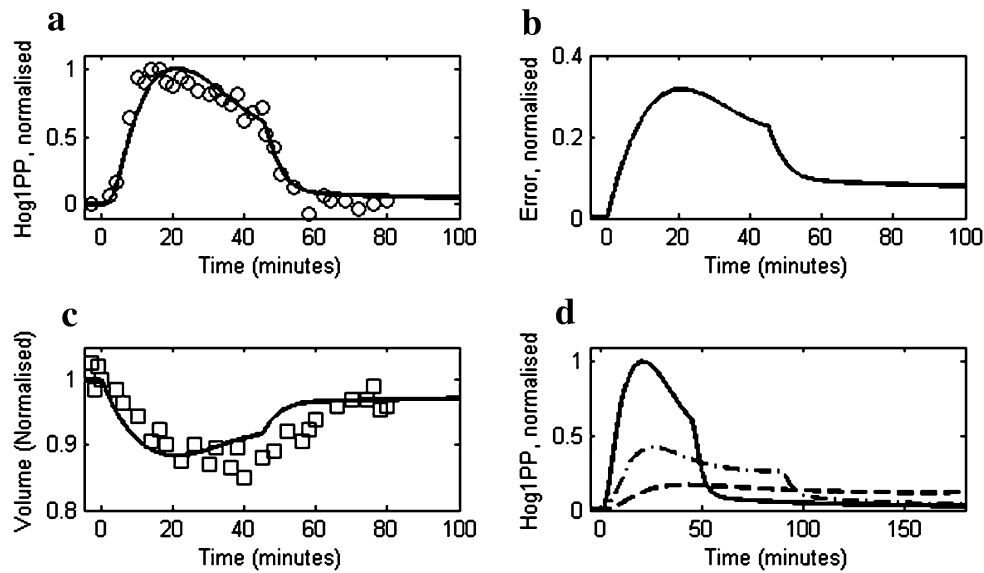 a
Hog1PP, normalised
1
0.5
0
0 20 40 60 80 100
Time (minutes)
b
Error, normalised
0.4
0.2
0
0 20 40 60 80 100
Time (minutes)
c
Volume (Normalised)
1
0.9
0.8
0 20 40 60 80 100
Time (minutes)
d
Hog1PP, normalised
1
0.5
0
0 50 100 150
Time (minutes)